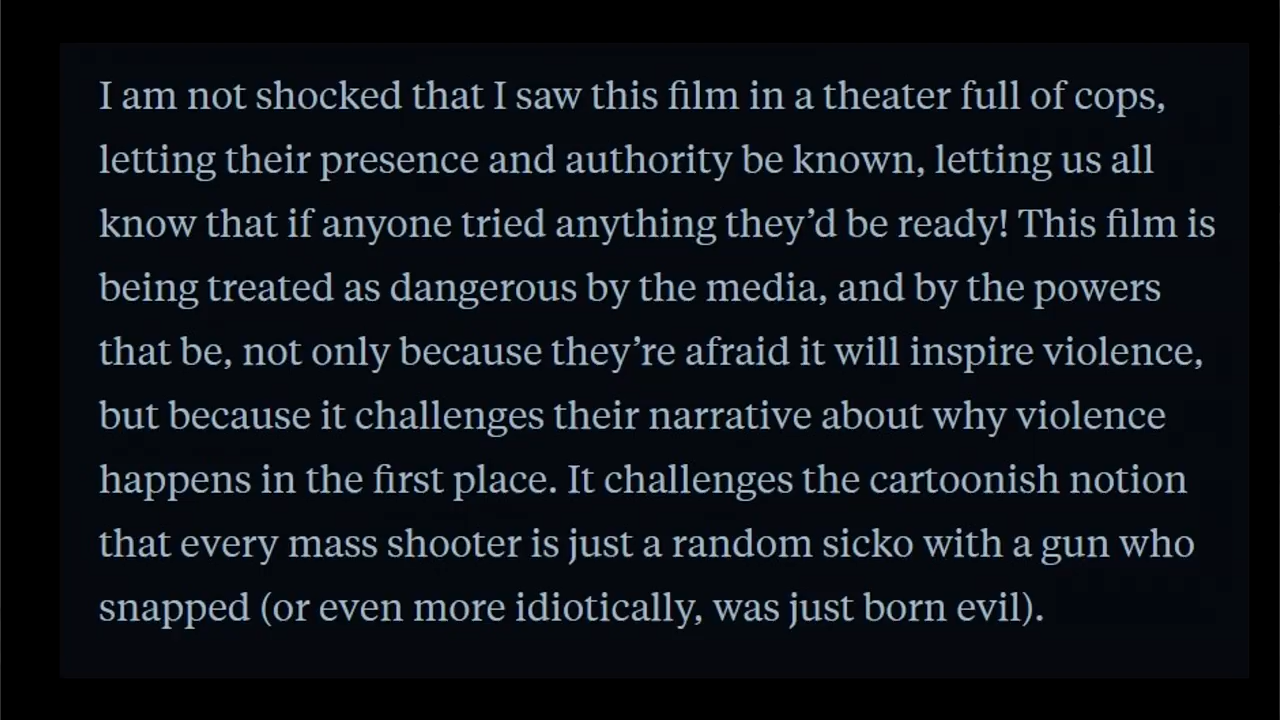 I am not shocked that I saw this film in a theater full of cops,
letting their presence and authority be known, letting us all
know that if anyone tried anything they’d be ready! This film is
being treated as dangerous by the media, and by the powers
that be, not only because they’re afraid it will inspire violence,
but because it challenges their narrative about why violence
happens in the first place. It challenges the cartoonish notion
that every mass shooter is just a random sicko with a gun who
snapped (or even more idiotically, was just born evil).